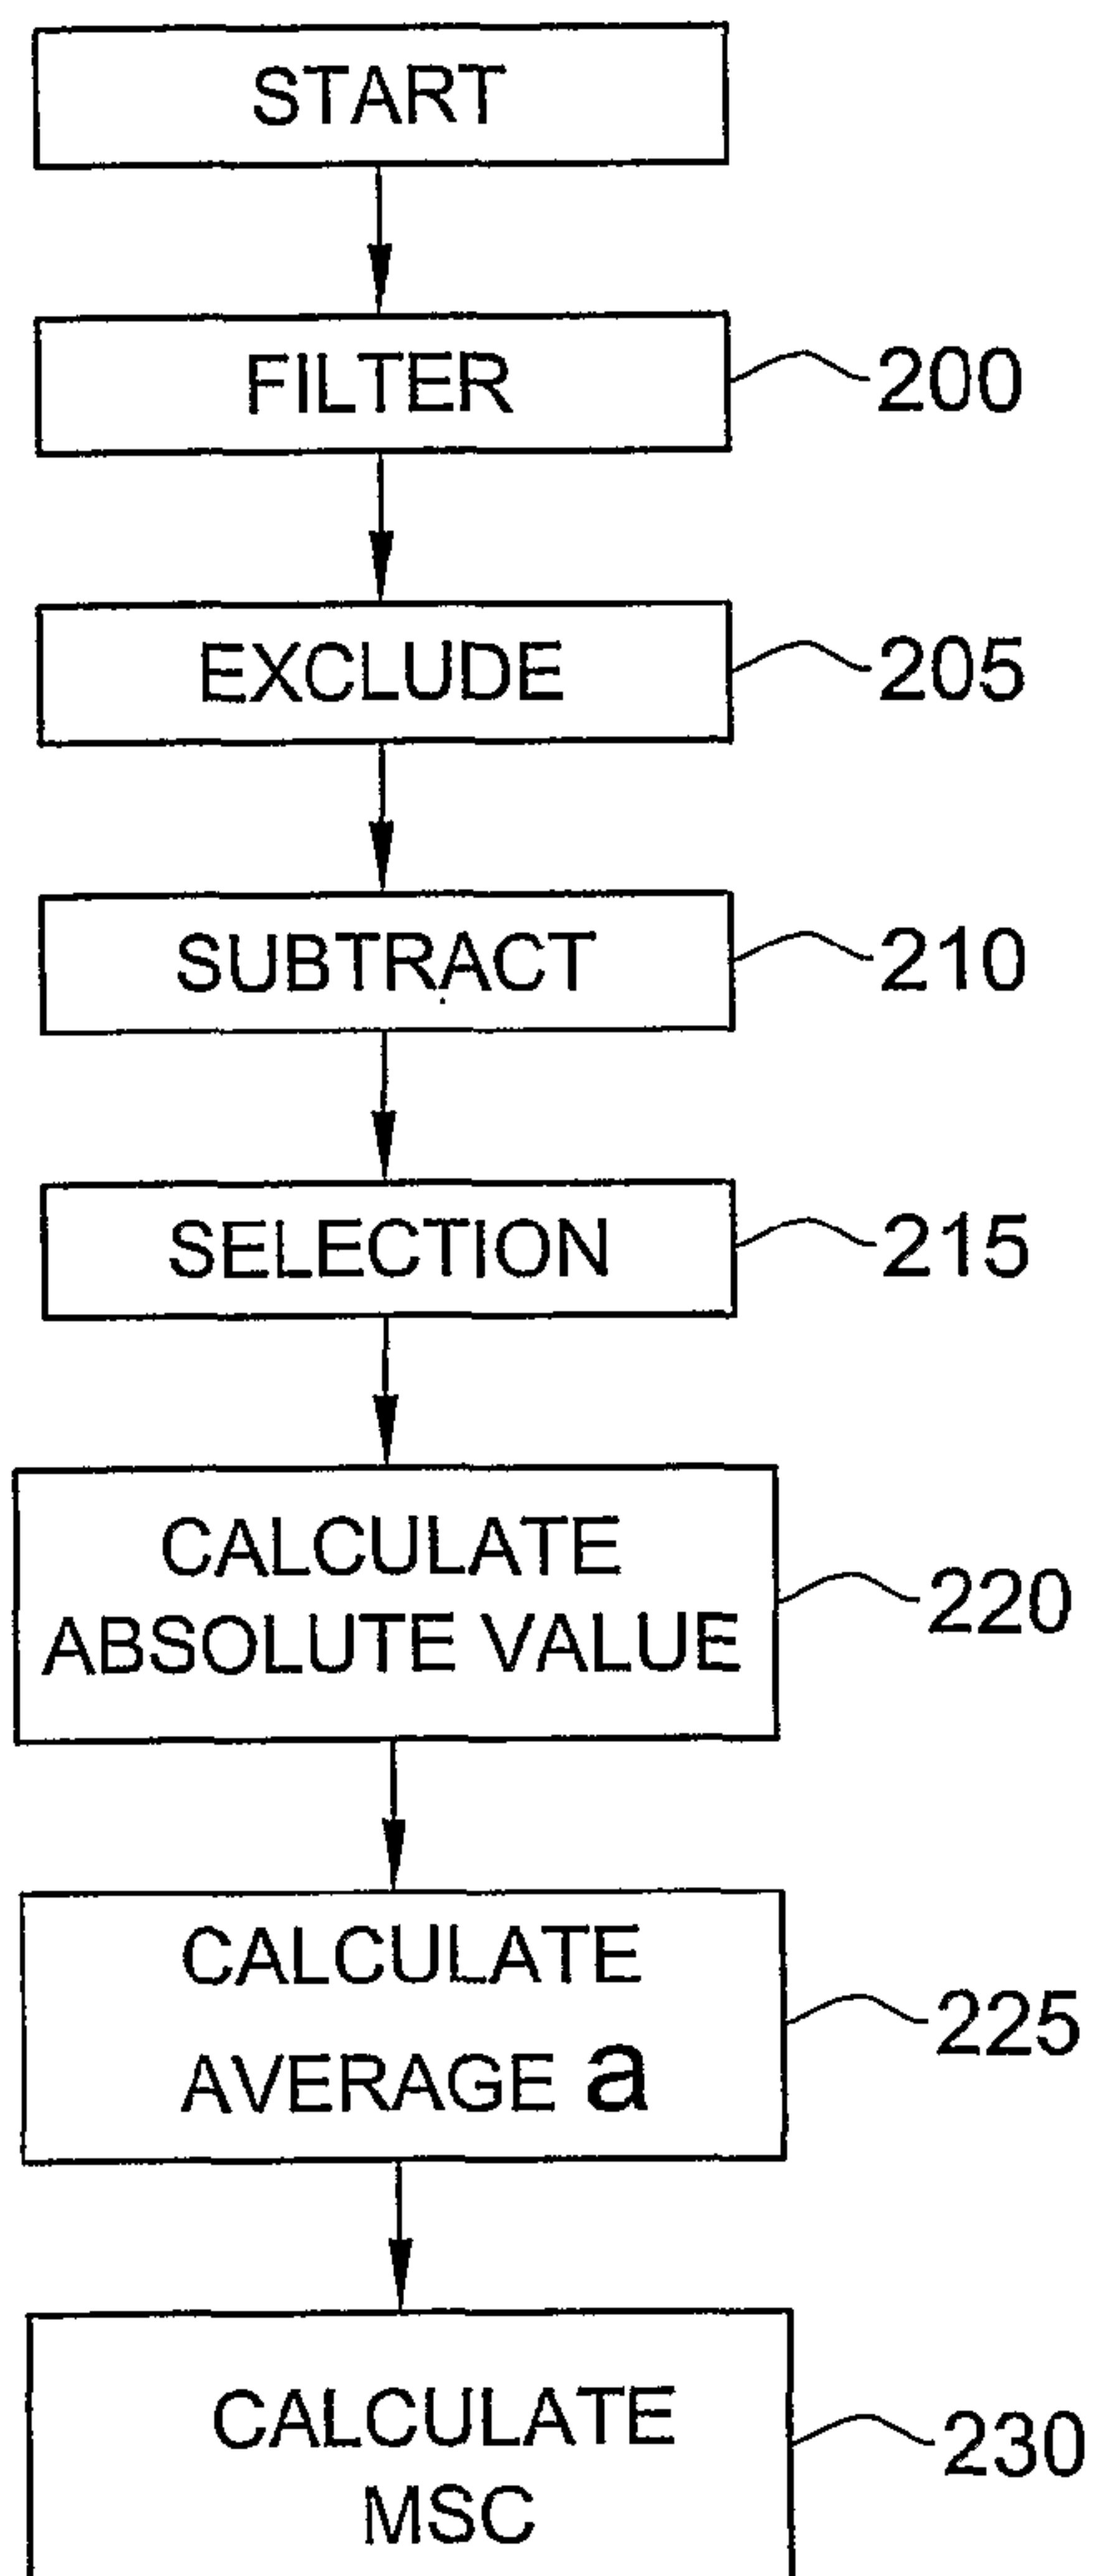 START
FILTER
200
EXCLUDE
205
SUBTRACT
210
SELECTION
215
CALCULATE
ABSOLUTE VALUE
220
CALCULATE
AVERAGE a
225
CALCULATE
MSC
230